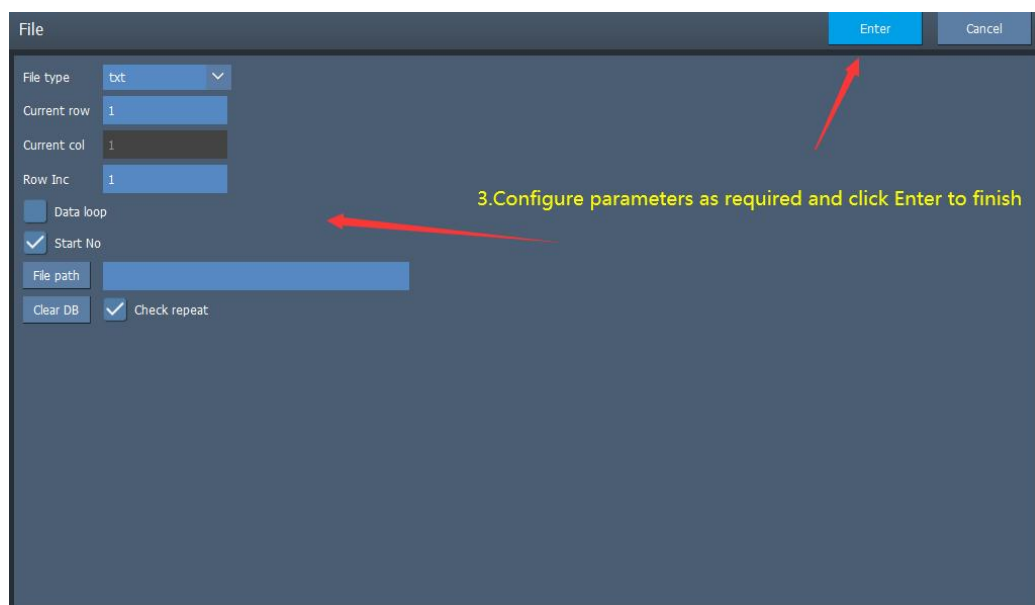 File
Enter
Cancel
File type
txt
Current row
1
Current col
1
Row Inc
1
3.Configure parameters as required and click Enter to finish
Data loop
Start No
File path
Clear DB
Check repeat